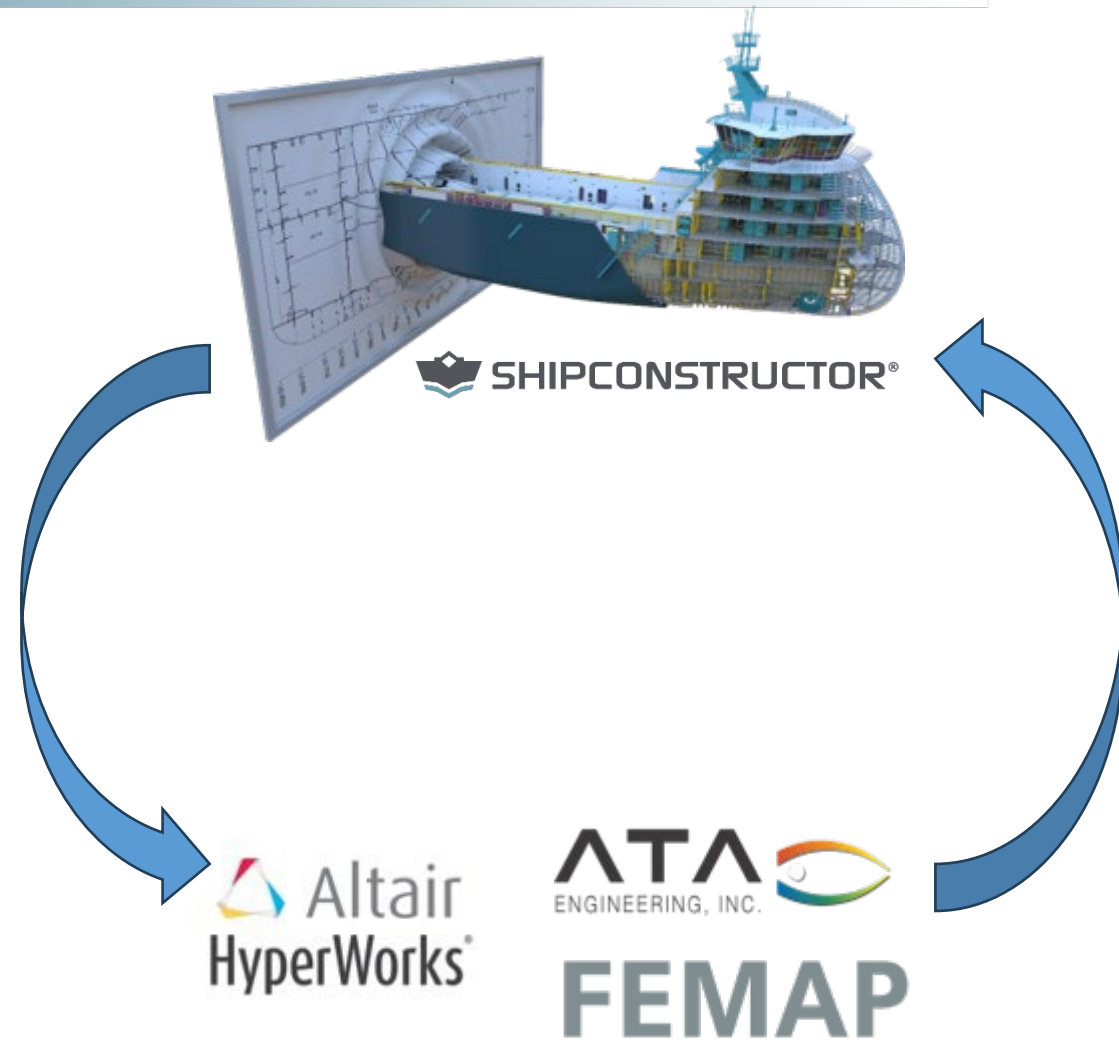 SHIPCONSTRUCTOR®
Altair
HyperWorks®
ATA
ENGINEERING, INC.
FEMAP